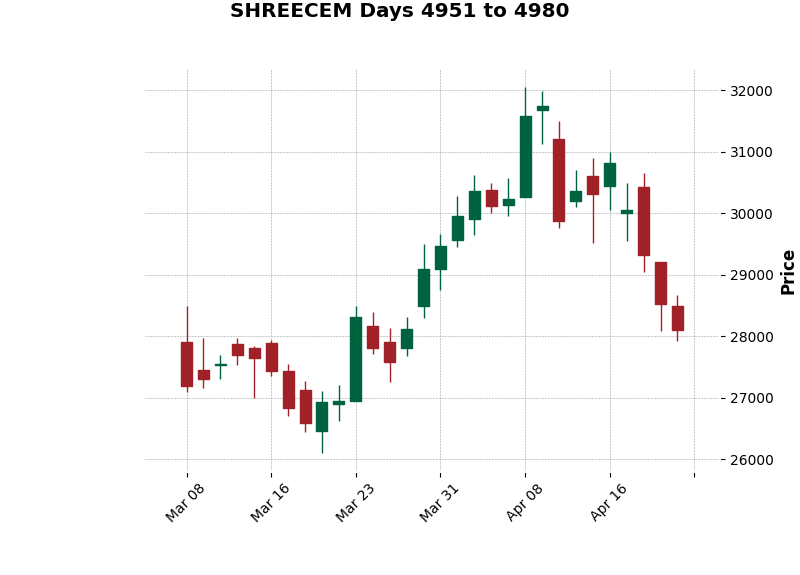 SHREECEM Days 4951 to 4980
32000
31000
30000
29000
28000
27000
26000
Price
Mar 08
Mar 16
Mar 23
Mar 31
Apr 08
Apr 16